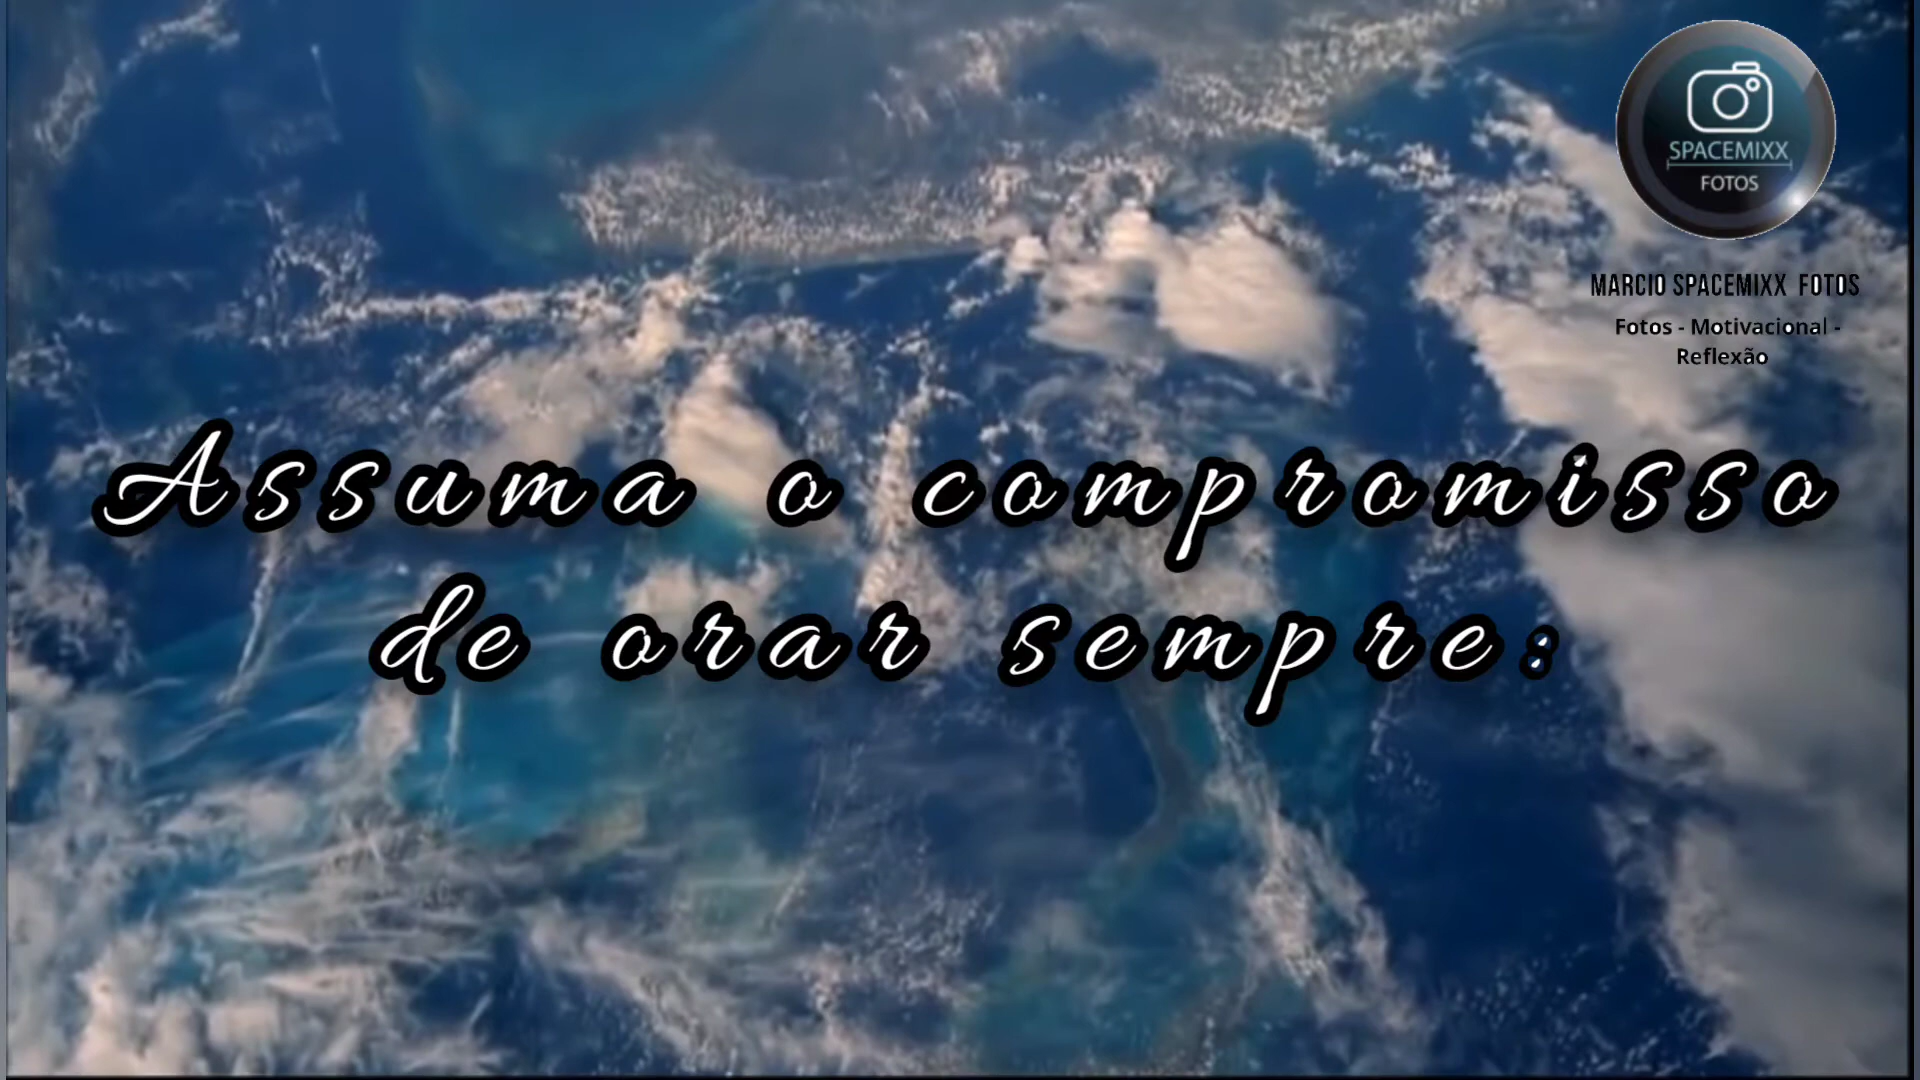 SPACEMIXX
FOTOS
MARCIO SPACEMIXX FOTOS
Fotos - Motivacional -
Reflexão
Assuma o compromisso
de orar sempre: